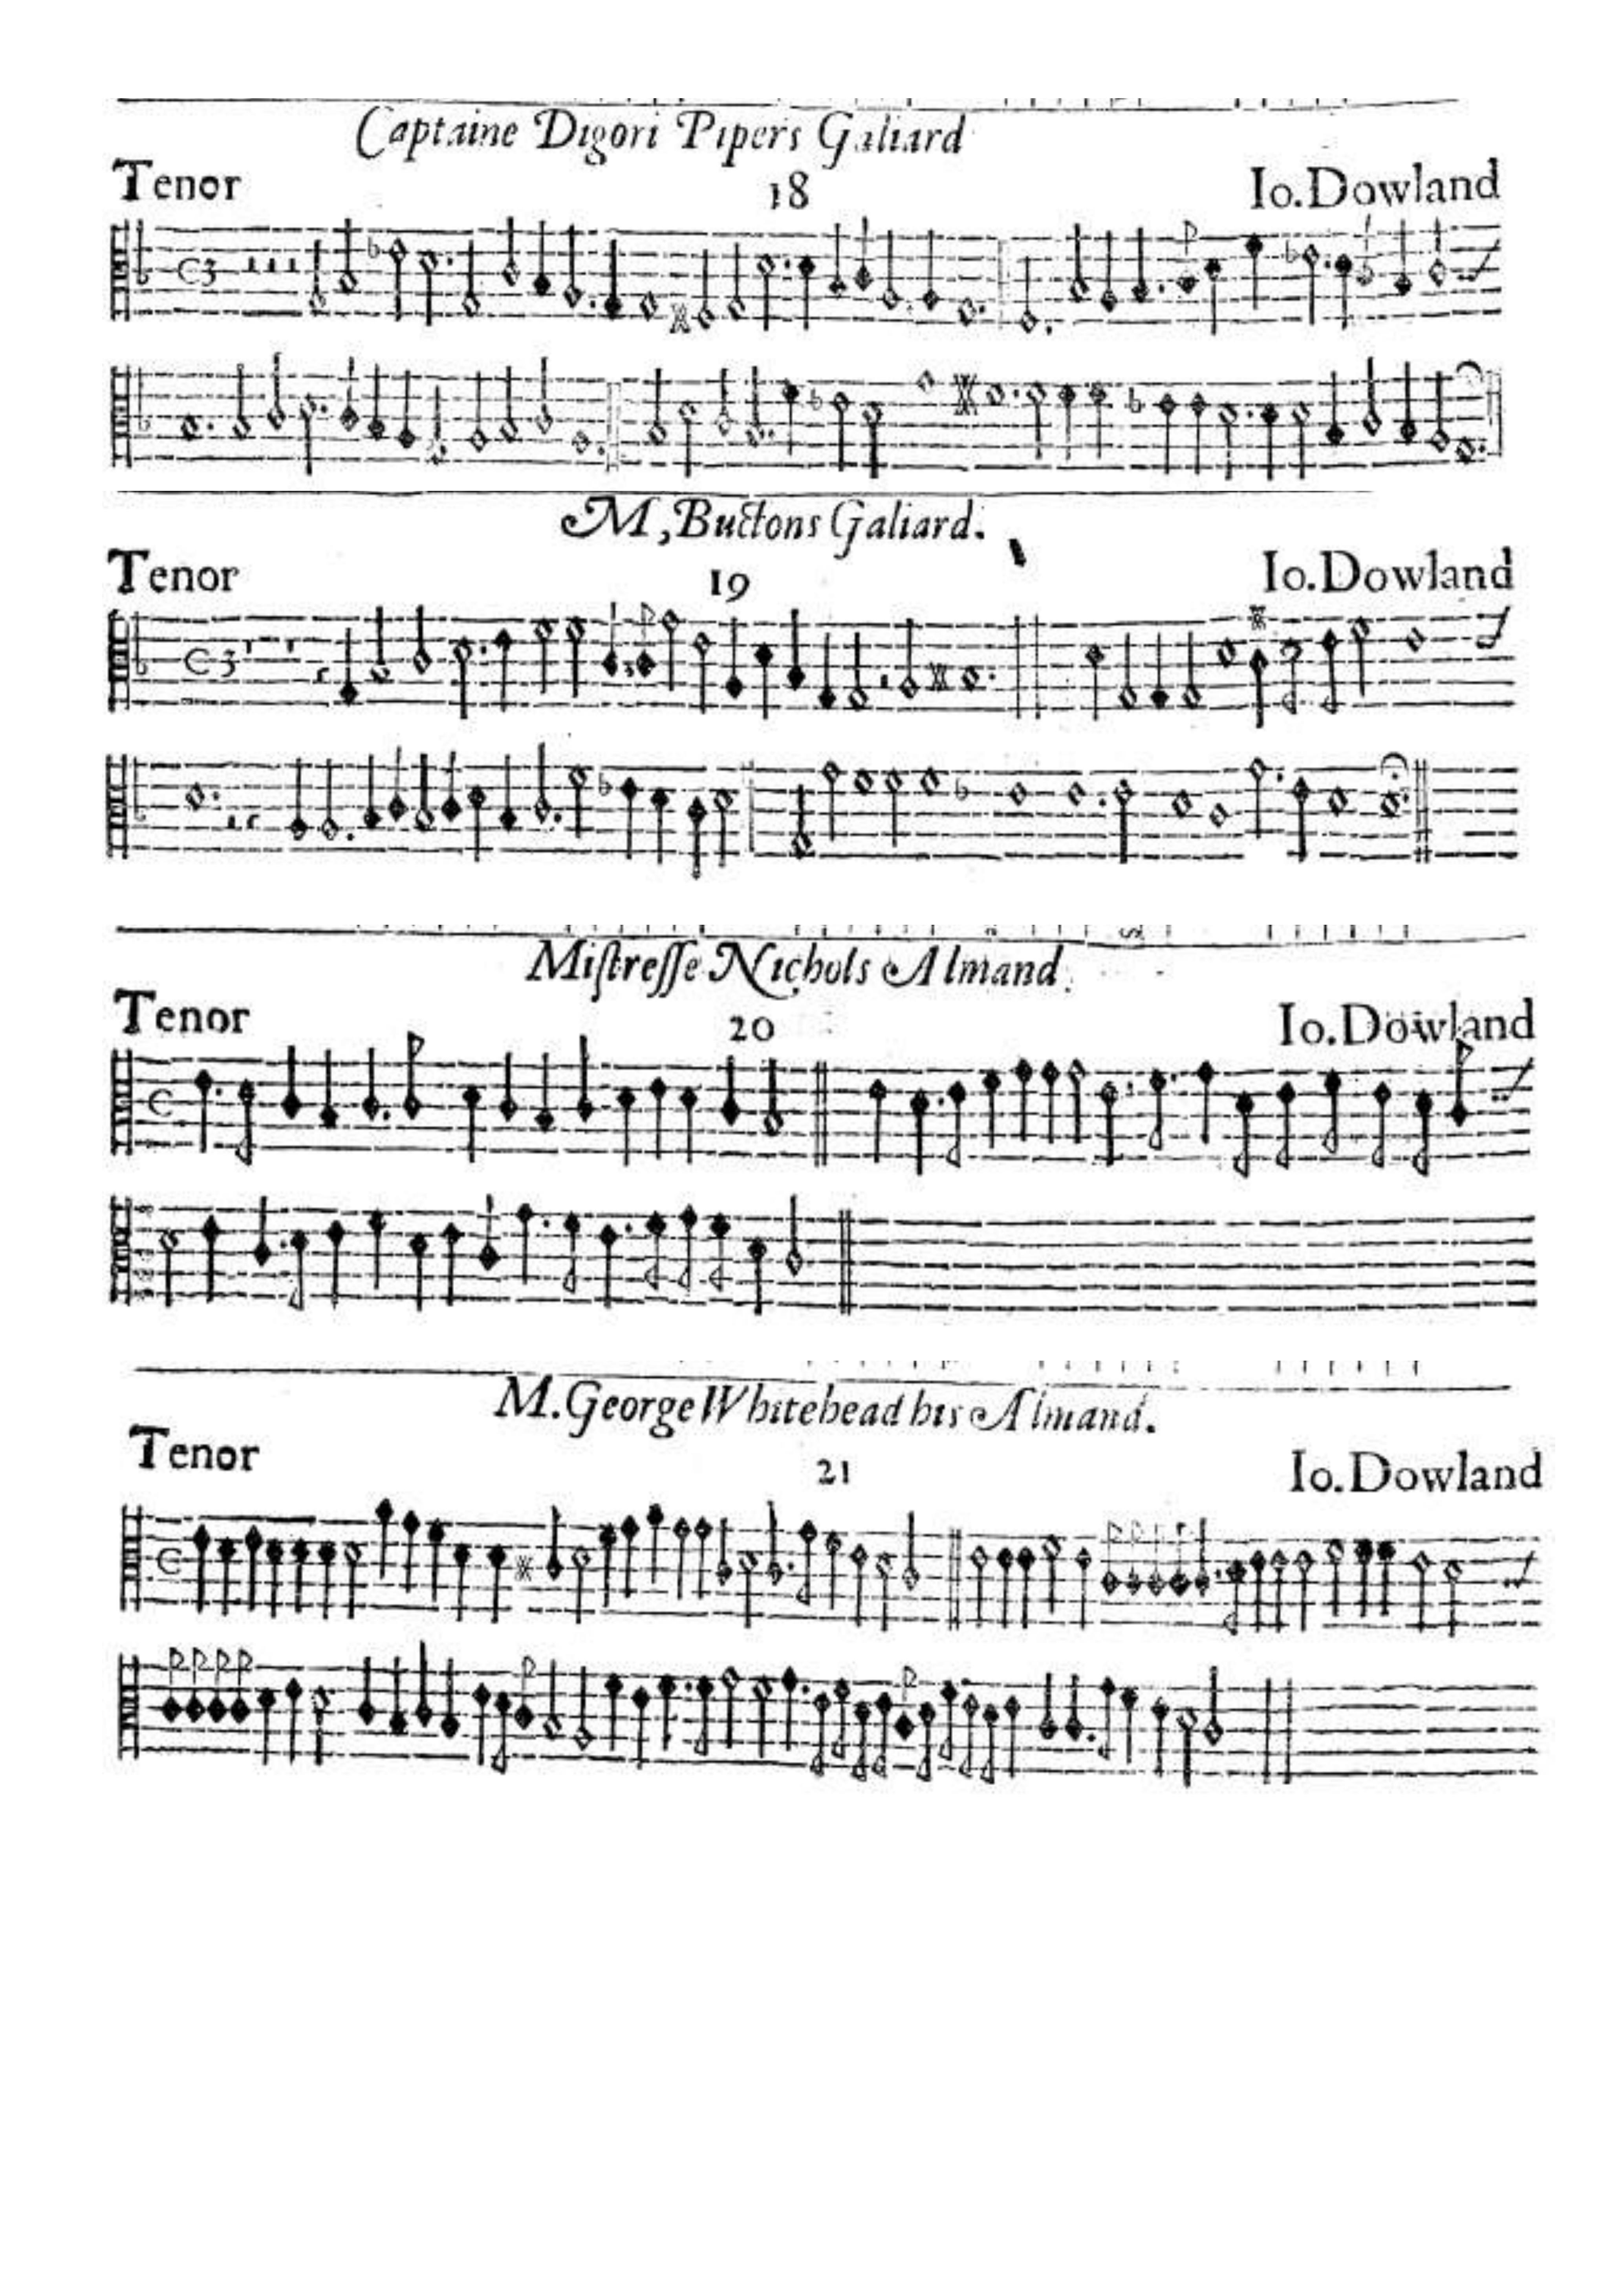 Captaine Digori Pipers Galiard
Tenor 18 Io.Dowland
M,Buctons Galiard.
Tenor 19 Io.Dowland
Miſtreſſe Nichols Almand.
Tenor 20 Io.Dowland
M.George Whitehead his Almand.
Tenor 21 Io.Dowland